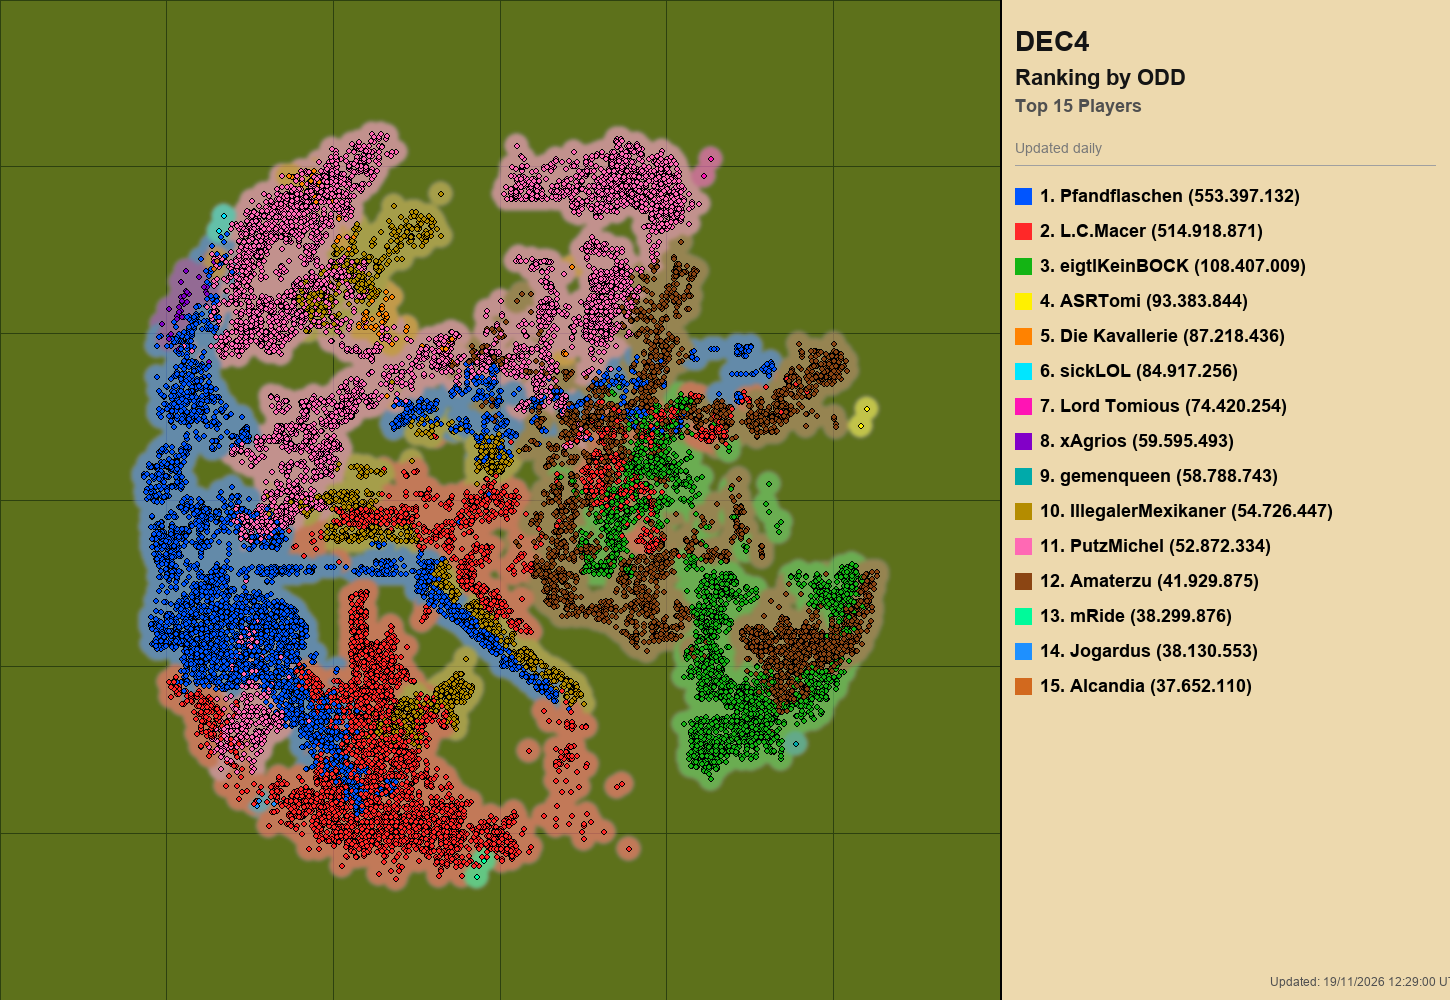 DEC4
Ranking by ODD
Top 15 Players
Updated daily
1. Pfandflaschen (553.397.132)
2. L.C.Macer (514.918.871)
3. eigtlKeinBOCK (108.407.009)
4. ASRTomi (93.383.844)
5. Die Kavallerie (87.218.436)
6. sickLOL (84.917.256)
7. Lord Tomious (74.420.254)
8. xAgrios (59.595.493)
9. gemenqueen (58.788.743)
10. IllegalerMexikaner (54.726.447)
11. PutzMichel (52.872.334)
12. Amaterzu (41.929.875)
13. mRide (38.299.876)
14. Jogardus (38.130.553)
15. Alcandia (37.652.110)
Updated: 19/11/2026 12:29:00